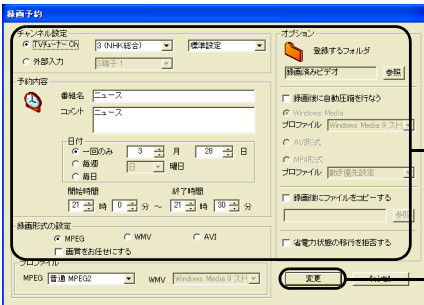 録画予約
チャンネル設定
TVチューナー Ch 3 (NHK総合) 標準設定
外部入力 S端子 1
予約内容
番組名 ニュース
コメント ニュース
日付
一回のみ 3 月 28 日
毎週 日 曜日
毎日
開始時間 終了時間
21 時 0 分 ～ 21 時 30 分
録画形式の設定
MPEG WMV AVI
画質をお任せにする
プロファイル
MPEG 普通 MPEG2 WMV Windows Media 9 スト
オプション
登録するフォルダ
録画済みビデオ 参照
録画後に自動圧縮を行なう
Windows Media
プロファイル Windows Media 9 スト
AVI形式
MP4形式
プロファイル 動き優先設定
録画後にファイルをコピーする
参照
省電力状態の移行を拒否する
変更 キャンセル